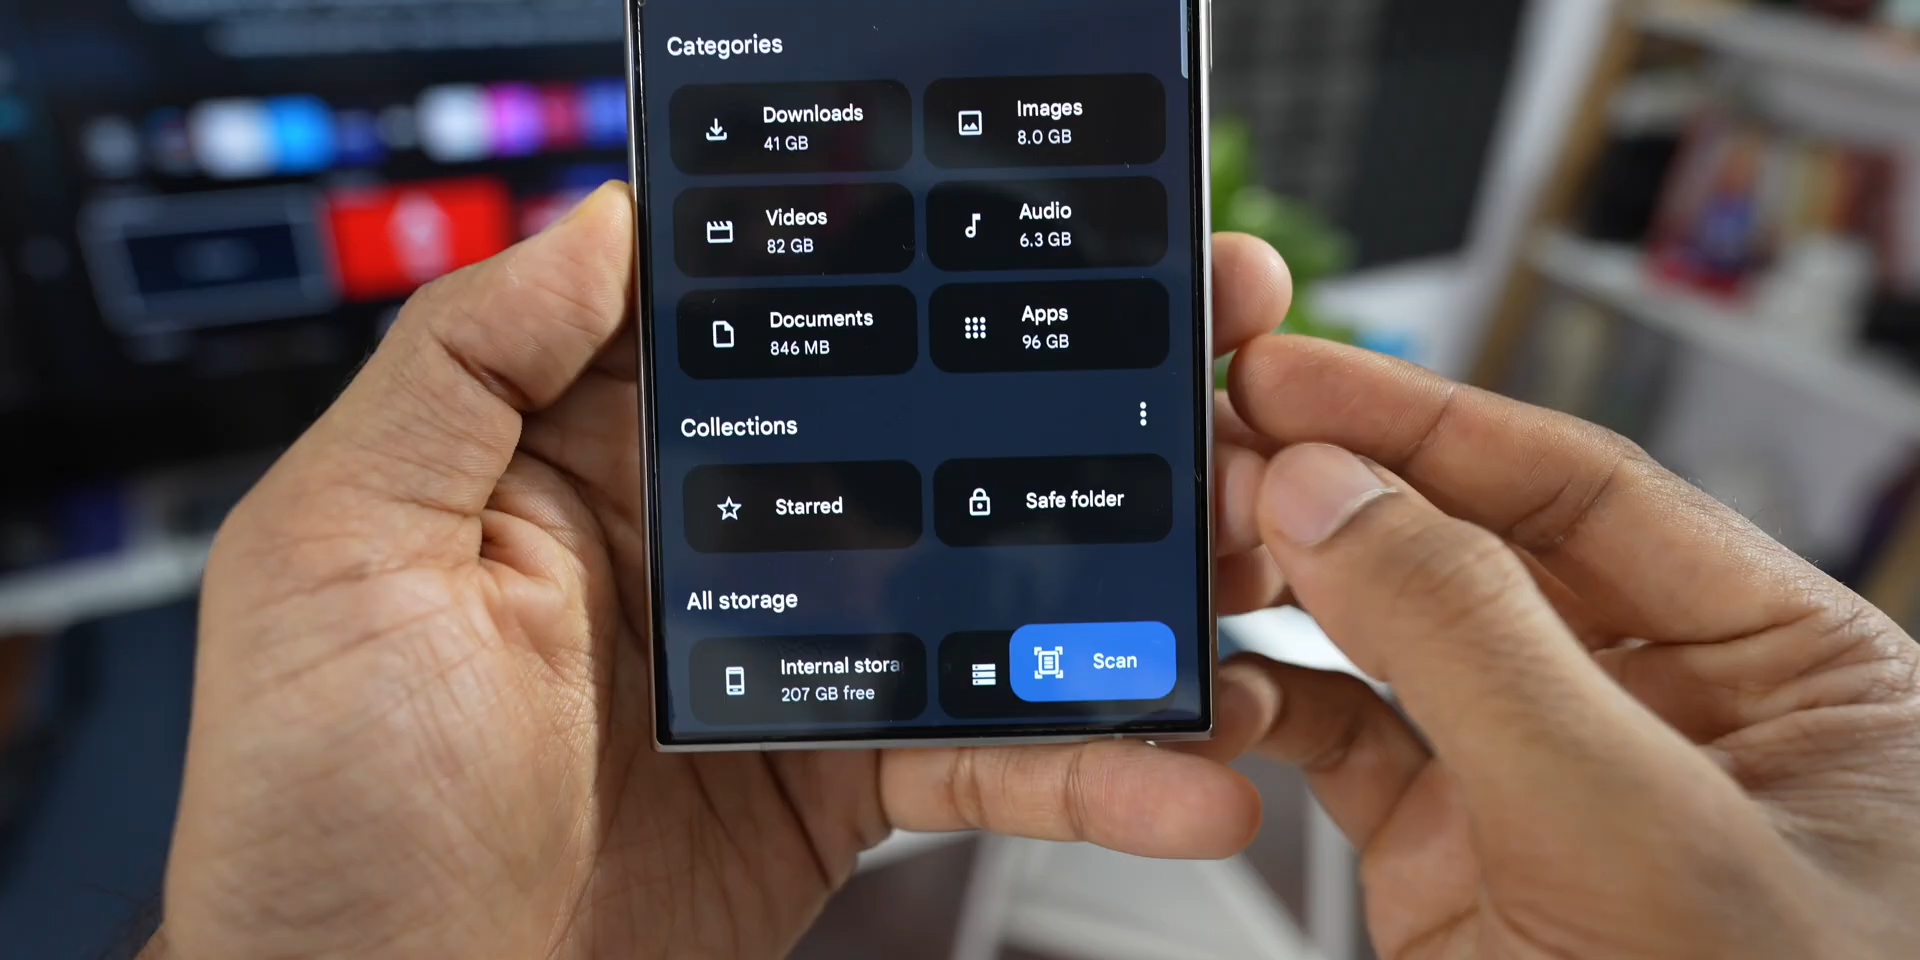 Categories
Downloads
41 GB
Images
8.0 GB
Videos
82 GB
Audio
6.3 GB
Documents
846 MB
Apps
96 GB
Collections
Starred
Safe folder
All storage
Internal stora
207 GB free
Scan